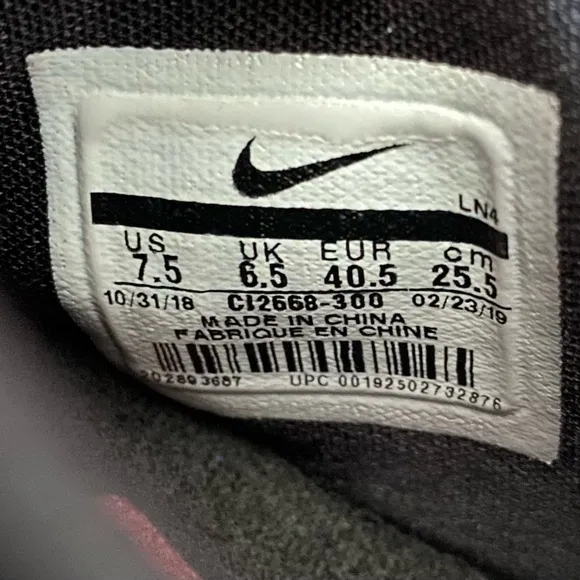 LN4
US UK EUR cm
7.5 6.5 40.5 25.5
10/31/18 CI2668-300 02/23/19
MADE IN CHINA
FABRIQUE EN CHINE
202893687 UPC 00192502732876